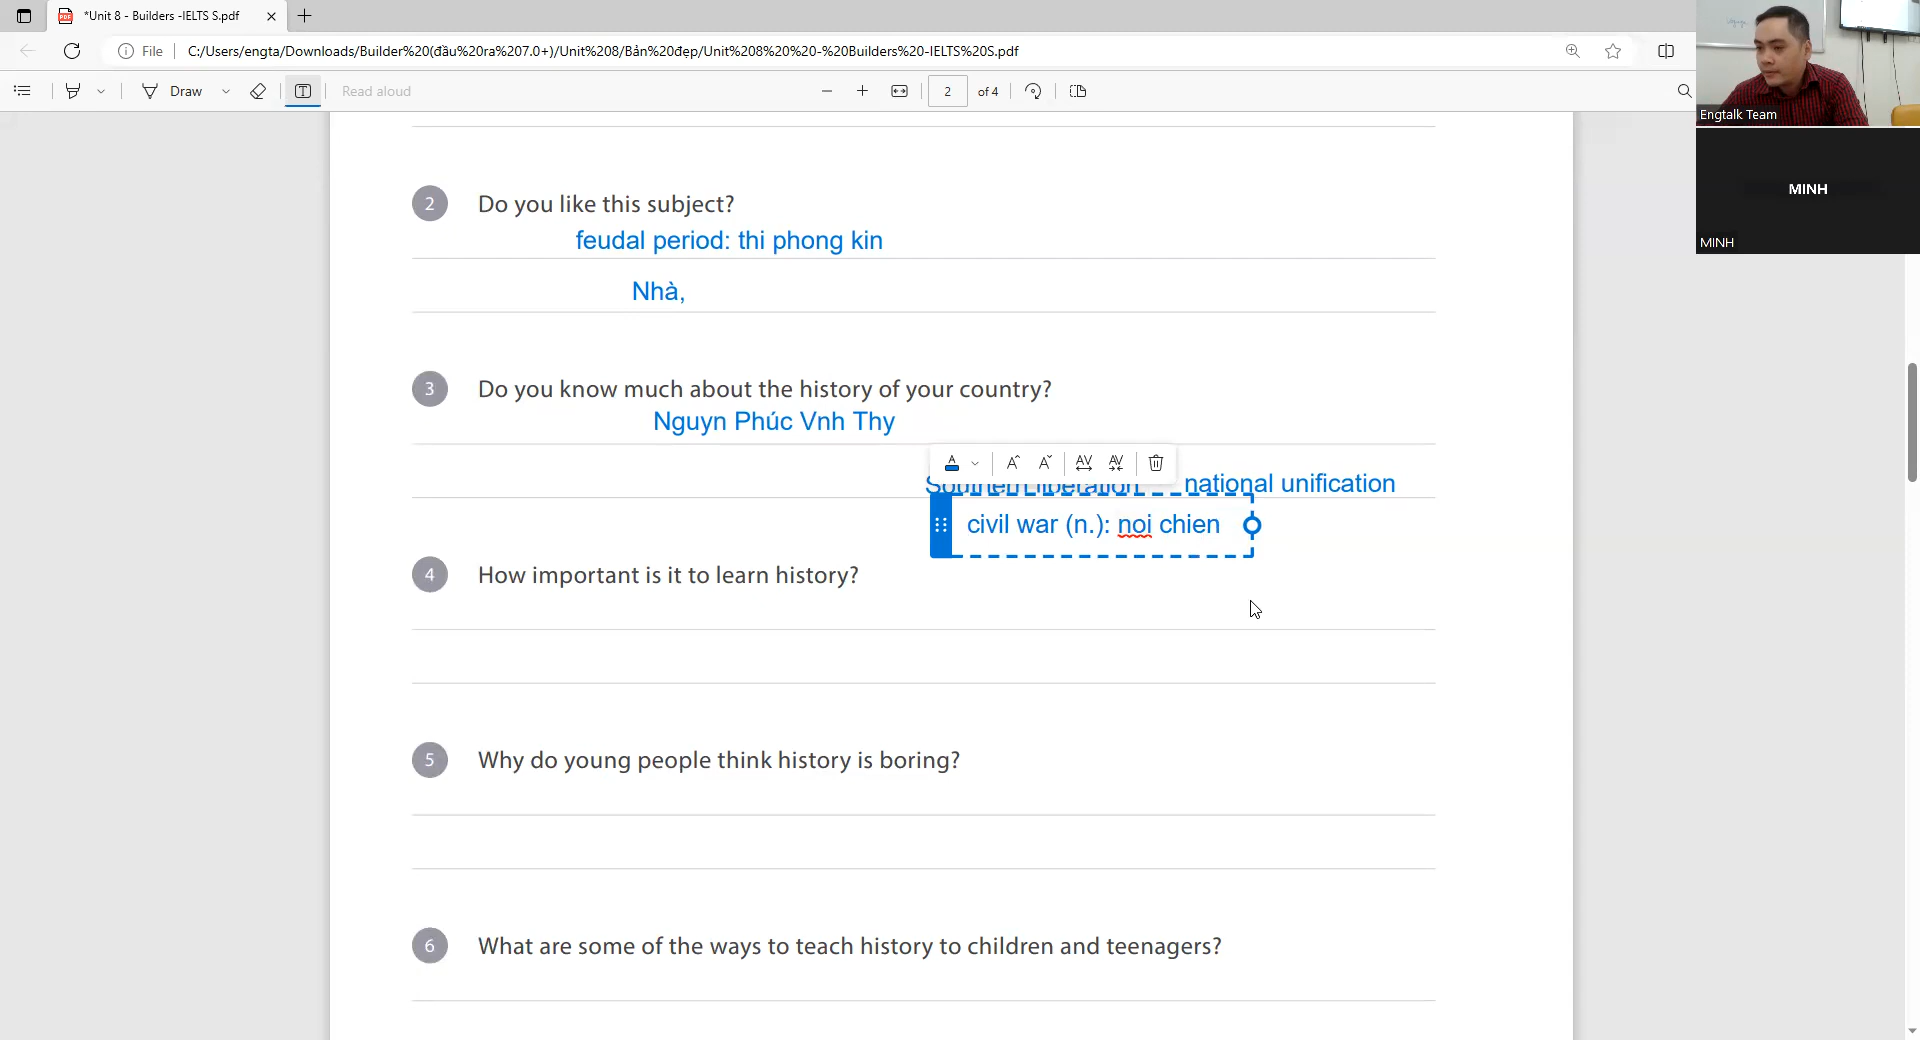 *Unit 8 - Builders -IELTS S.pdf
File
C:/Users/engta/Downloads/Builder%20(đầu%20ra%207.0+)/Unit%208/Bản%20đẹp/Unit%208%20%20-%20Builders%20-IELTS%20S.pdf
Draw
Read aloud
2 of 4
Engtalk Team
MINH
MINH
2 Do you like this subject?
feudal period: thi phong kin
Nhà,
3 Do you know much about the history of your country?
Nguyn Phúc Vnh Thy
Southern liberation national unification
civil war (n.): noi chien
4 How important is it to learn history?
5 Why do young people think history is boring?
6 What are some of the ways to teach history to children and teenagers?